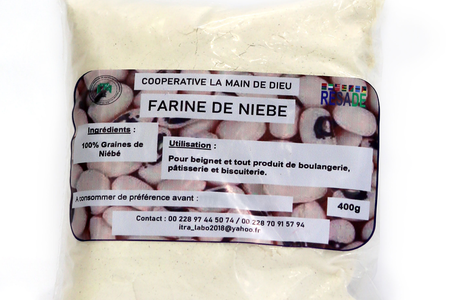 COOPERATIVE LA MAIN DE DIEU
FARINE DE NIEBE
REDADE
Ingrédients :
100% Graines de
Niébé
Utilisation :
Pour beignet et tout produit de boulangerie,
pâtisserie et biscuiterie.
A consommer de préférence avant :
400g
Contact : 00 228 97 44 50 74 / 00 228 70 91 57 94
itra_labo2018@yahoo.fr